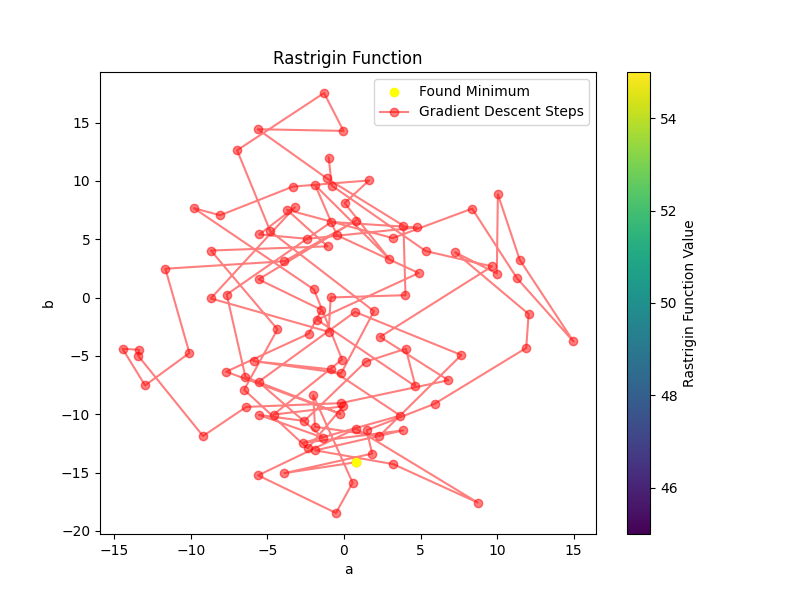 Rastrigin Function
Found Minimum
Gradient Descent Steps
15
10
5
0
−5
−10
−15
−20
b
−15 −10 −5 0 5 10 15
a
54
52
50
48
46
Rastrigin Function Value